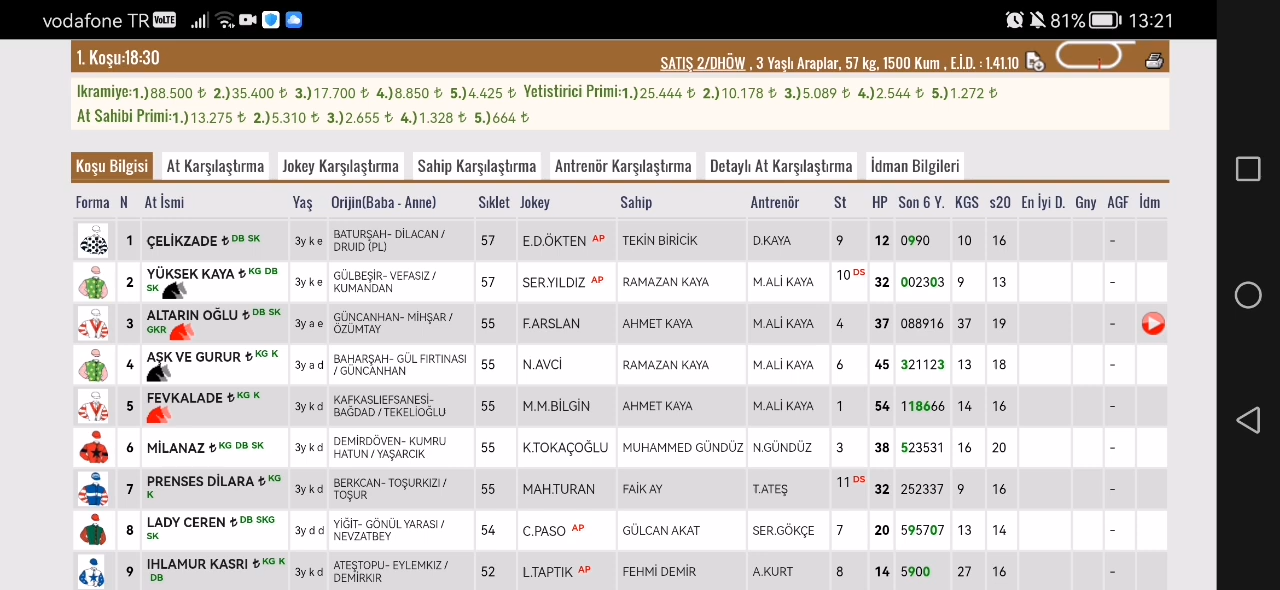 vodafone TR VoLTE 81% 13:21
1. Koşu:18:30 SATIŞ 2/DHÖW , 3 Yaşlı Araplar, 57 kg, 1500 Kum , E.İ.D. : 1.41.10
Ikramiye:1.)88.500 ₺ 2.)35.400 ₺ 3.)17.700 ₺ 4.)8.850 ₺ 5.)4.425 ₺ Yetistirici Primi:1.)25.444 ₺ 2.)10.178 ₺ 3.)5.089 ₺ 4.)2.544 ₺ 5.)1.272 ₺
At Sahibi Primi:1.)13.275 ₺ 2.)5.310 ₺ 3.)2.655 ₺ 4.)1.328 ₺ 5.)664 ₺
Koşu Bilgisi At Karşılaştırma Jokey Karşılaştırma Sahip Karşılaştırma Antrenör Karşılaştırma Detaylı At Karşılaştırma İdman Bilgileri
Forma N At İsmi Yaş Orijin(Baba - Anne) Sıklet Jokey Sahip Antrenör St HP Son 6 Y. KGS s20 En İyi D. Gny AGF İdm
1 ÇELİKZADE ₺ DB SK 3y k e BATURŞAH- DİLACAN / DRUID (PL) 57 E.D.ÖKTEN AP TEKİN BİRİCİK D.KAYA 9 12 0990 10 16 -
2 YÜKSEK KAYA ₺ KG DB SK 3y k e GÜLBEŞİR- VEFASIZ / KUMANDAN 57 SER.YILDIZ AP RAMAZAN KAYA M.ALİ KAYA 10 DS 32 002303 9 13 -
3 ALTARIN OĞLU ₺ DB SK GKR 3y a e GÜNCANHAN- MİHŞAR / ÖZÜMTAY 55 F.ARSLAN AHMET KAYA M.ALİ KAYA 4 37 088916 37 19 -
4 AŞK VE GURUR ₺ KG K 3y a d BAHARŞAH- GÜL FIRTINASI / GÜNCANHAN 55 N.AVCİ RAMAZAN KAYA M.ALİ KAYA 6 45 321123 13 18 -
5 FEVKALADE ₺ KG K 3y k d KAFKASLIEFSANESİ- BAĞDAD / TEKELİOĞLU 55 M.M.BİLGİN AHMET KAYA M.ALİ KAYA 1 54 118666 14 16 -
6 MİLANAZ ₺ KG DB SK 3y k d DEMİRDÖVEN- KUMRU HATUN / YAŞARCIK 55 K.TOKAÇOĞLU MUHAMMED GÜNDÜZ N.GÜNDÜZ 3 38 523531 16 20 -
7 PRENSES DİLARA ₺ KG K 3y k d BERKCAN- TOŞURKIZI / TOŞUR 55 MAH.TURAN FAİK AY T.ATEŞ 11 DS 32 252337 9 16 -
8 LADY CEREN ₺ DB SKG SK 3y d d YİĞİT- GÖNÜL YARASI / NEVZATBEY 54 C.PASO AP GÜLCAN AKAT SER.GÖKÇE 7 20 595707 13 14 -
9 IHLAMUR KASRI ₺ KG K DB 3y k d ATEŞTOPU- EYLEMKIZ / DEMİRKIR 52 L.TAPTIK AP FEHMİ DEMİR A.KURT 8 14 5900 27 16 -